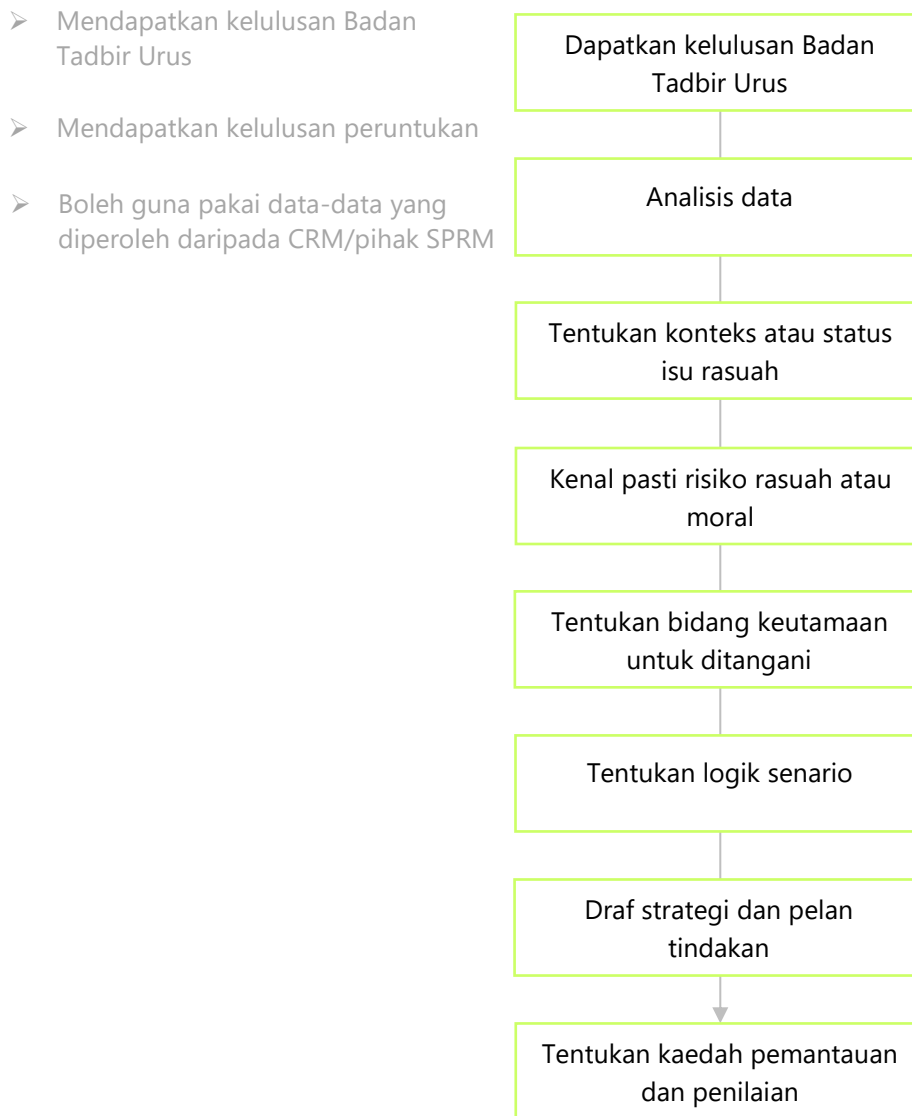 ➢ Mendapatkan kelulusan Badan
Tadbir Urus
➢ Mendapatkan kelulusan peruntukan
➢ Boleh guna pakai data-data yang
diperoleh daripada CRM/pihak SPRM
Dapatkan kelulusan Badan
Tadbir Urus
Analisis data
Tentukan konteks atau status
isu rasuah
Kenal pasti risiko rasuah atau
moral
Tentukan bidang keutamaan
untuk ditangani
Tentukan logik senario
Draf strategi dan pelan
tindakan
Tentukan kaedah pemantauan
dan penilaian